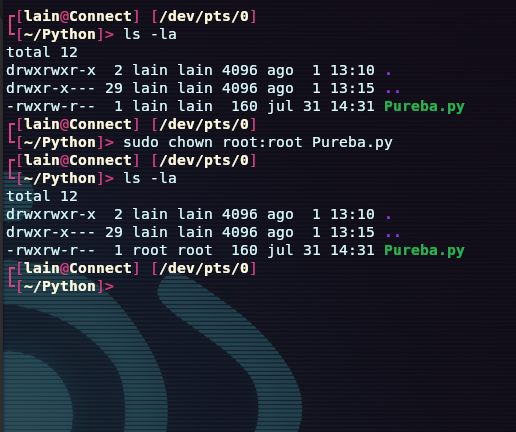 ┌[lain@Connect] [/dev/pts/0]
└[~/Python]> ls -la
total 12
drwxrwxr-x  2 lain lain 4096 ago  1 13:10 .
drwxr-x--- 29 lain lain 4096 ago  1 13:15 ..
-rwxrw-r--  1 lain lain  160 jul 31 14:31 Pureba.py
┌[lain@Connect] [/dev/pts/0]
└[~/Python]> sudo chown root:root Pureba.py
┌[lain@Connect] [/dev/pts/0]
└[~/Python]> ls -la
total 12
drwxrwxr-x  2 lain lain 4096 ago  1 13:10 .
drwxr-x--- 29 lain lain 4096 ago  1 13:15 ..
-rwxrw-r--  1 root root  160 jul 31 14:31 Pureba.py
┌[lain@Connect] [/dev/pts/0]
└[~/Python]>